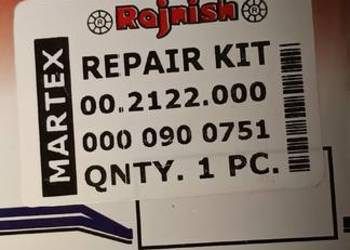 Rajnish
MARTEX
REPAIR KIT
00.2122.000
000 090 0751
QNTY. 1 PC.